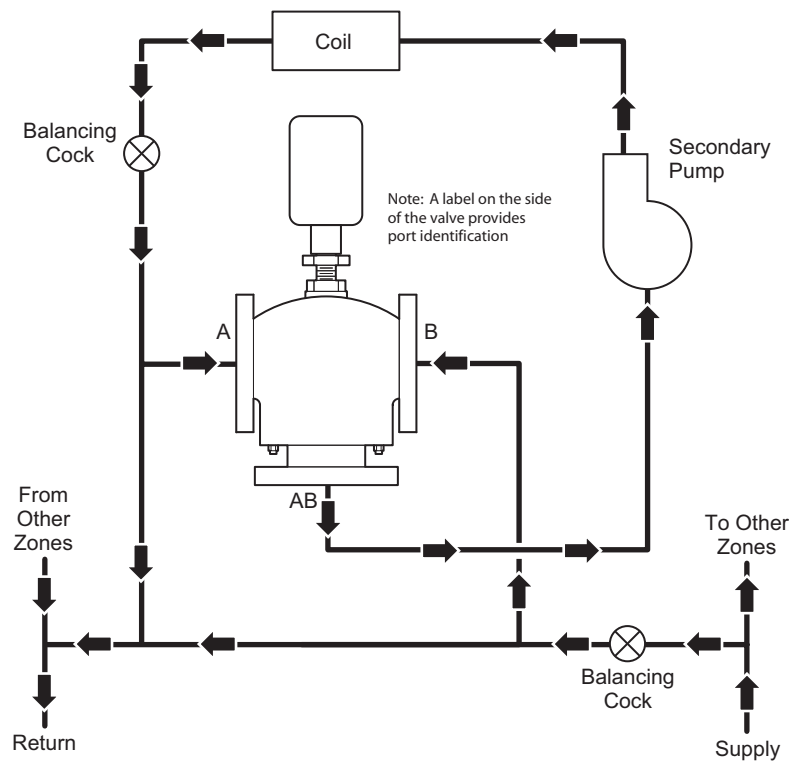 Coil
Balancing
Cock
Secondary
Pump
Note: A label on the side
of the valve provides
port identification
A
B
AB
From
Other
Zones
To Other
Zones
Balancing
Cock
Return
Supply